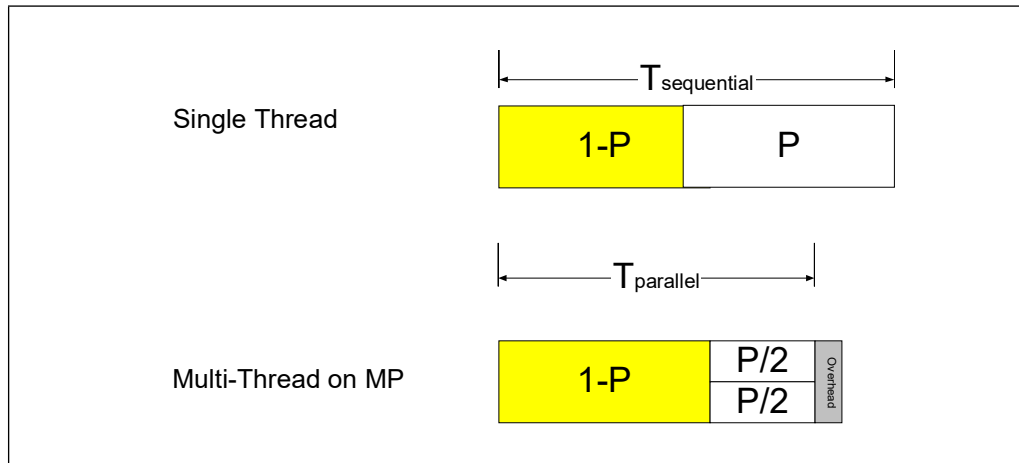 Tsequential
Single Thread
1-P
P
Tparallel
Multi-Thread on MP
1-P
P/2
P/2
Overhead